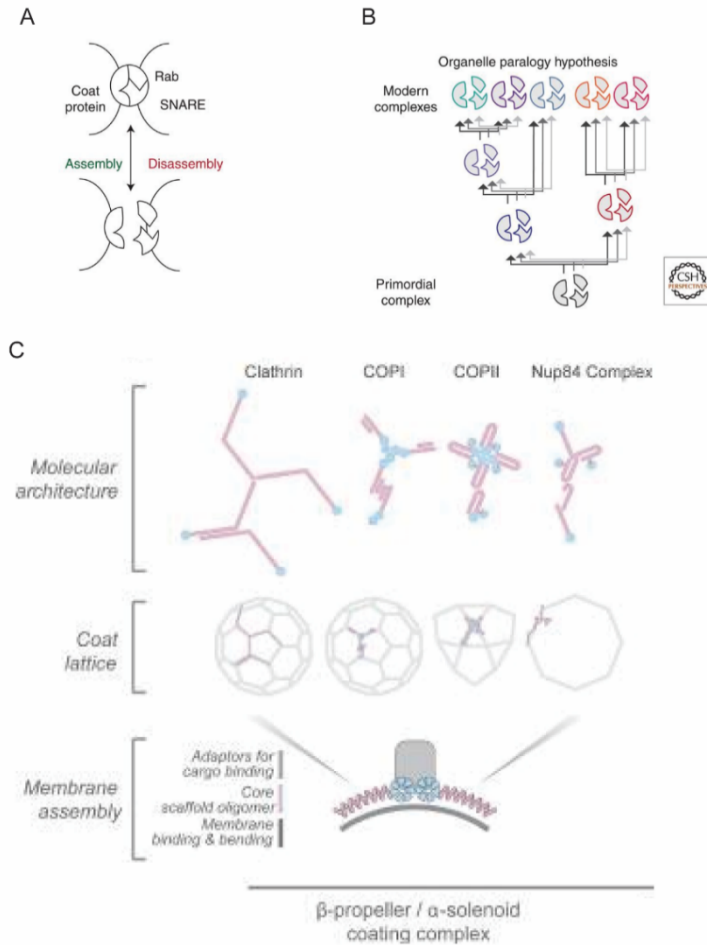 A
Coat
protein
Rab
SNARE
Assembly
Disassembly
B
Organelle paralogy hypothesis
Modern
complexes
Primordial
complex
CSH
PERSPECTIVES
C
Clathrin
COPI
COPII
Nup84 Complex
Molecular
architecture
Coat
lattice
Membrane
assembly
Adaptors for
cargo binding
Core
scaffold oligomer
Membrane
binding & bending
β-propeller / α-solenoid
coating complex